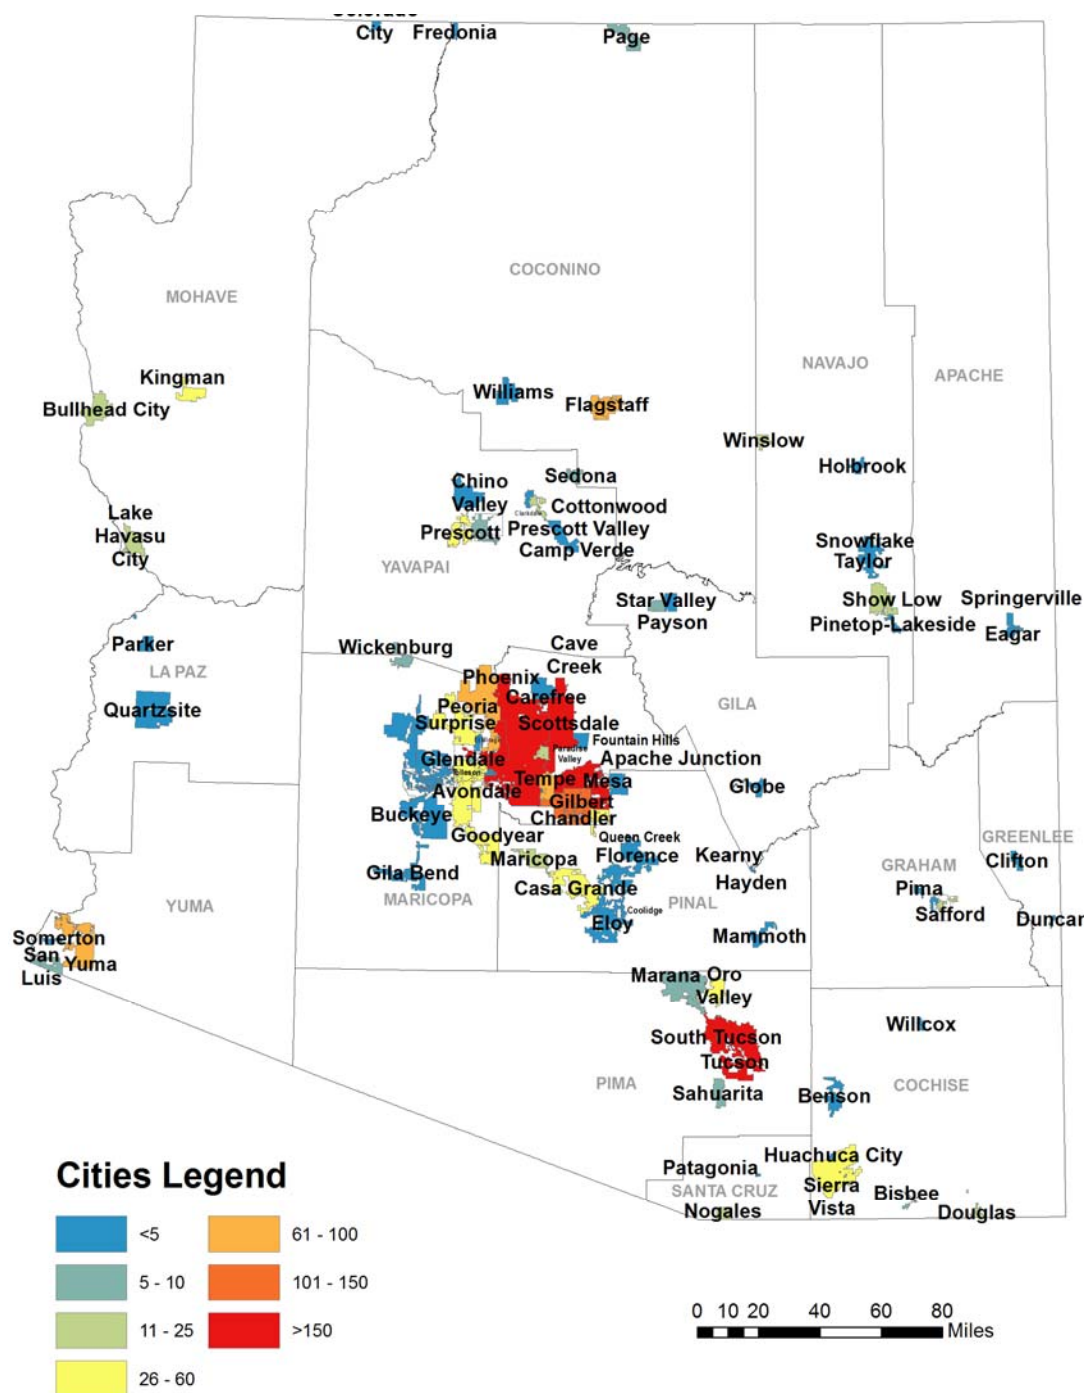 City
Fredonia
Page
COCONINO
MOHAVE
NAVAJO
APACHE
Kingman
Bullhead City
Williams
Flagstaff
Winslow
Holbrook
Sedona
Chino
Valley
Cottonwood
Clarkdale
Prescott
Prescott Valley
Camp Verde
Lake
Havasu
City
YAVAPAI
Snowflake
Taylor
Show Low
Pinetop-Lakeside
Springerville
Eagar
Star Valley
Payson
Parker
LA PAZ
Quartzsite
Wickenburg
Cave
Creek
Phoenix
Carefree
Peoria
Surprise
Scottsdale
GILA
Fountain Hills
Paradise
Valley
Glendale
Apache Junction
Tolleson
Tempe
Mesa
Avondale
Gilbert
Globe
Buckeye
Chandler
Goodyear
Queen Creek
Maricopa
Florence
Kearny
Hayden
Gila Bend
Casa Grande
MARICOPA
PINAL
Coolidge
Eloy
Mammoth
GREENLEE
Clifton
GRAHAM
Pima
Safford
Duncan
YUMA
Somerton
San
Luis
Yuma
Marana
Oro
Valley
South Tucson
Tucson
Willcox
PIMA
Sahuarita
COCHISE
Benson
Huachuca City
Patagonia
SANTA CRUZ
Sierra
Vista
Bisbee
Nogales
Douglas
Cities Legend
<5
5 - 10
11 - 25
26 - 60
61 - 100
101 - 150
>150
0 10 20 40 60 80
Miles